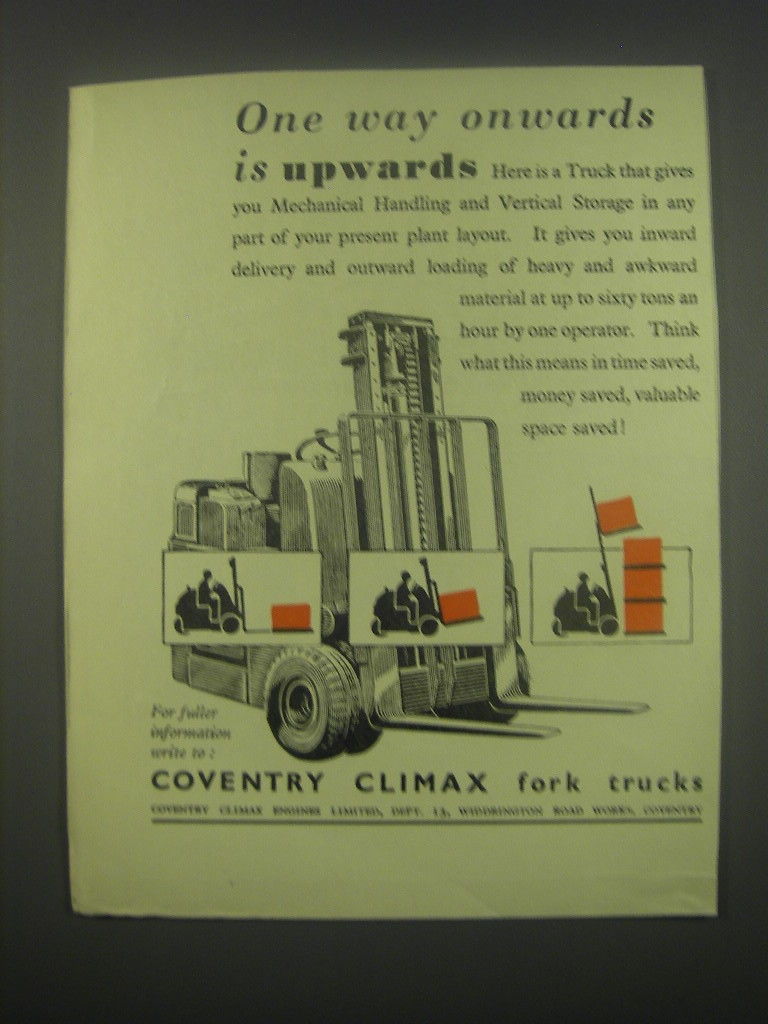 One way onwards
is upwards Here is a Truck that gives
you Mechanical Handling and Vertical Storage in any
part of your present plant layout. It gives you inward
delivery and outward loading of heavy and awkward
material at up to sixty tons an
hour by one operator. Think
what this means in time saved,
money saved, valuable
space saved!
For fuller
information
write to:
COVENTRY CLIMAX fork trucks
COVENTRY CLIMAX ENGINES LIMITED, DEPT. 13, WIDDRINGTON ROAD WORKS, COVENTRY